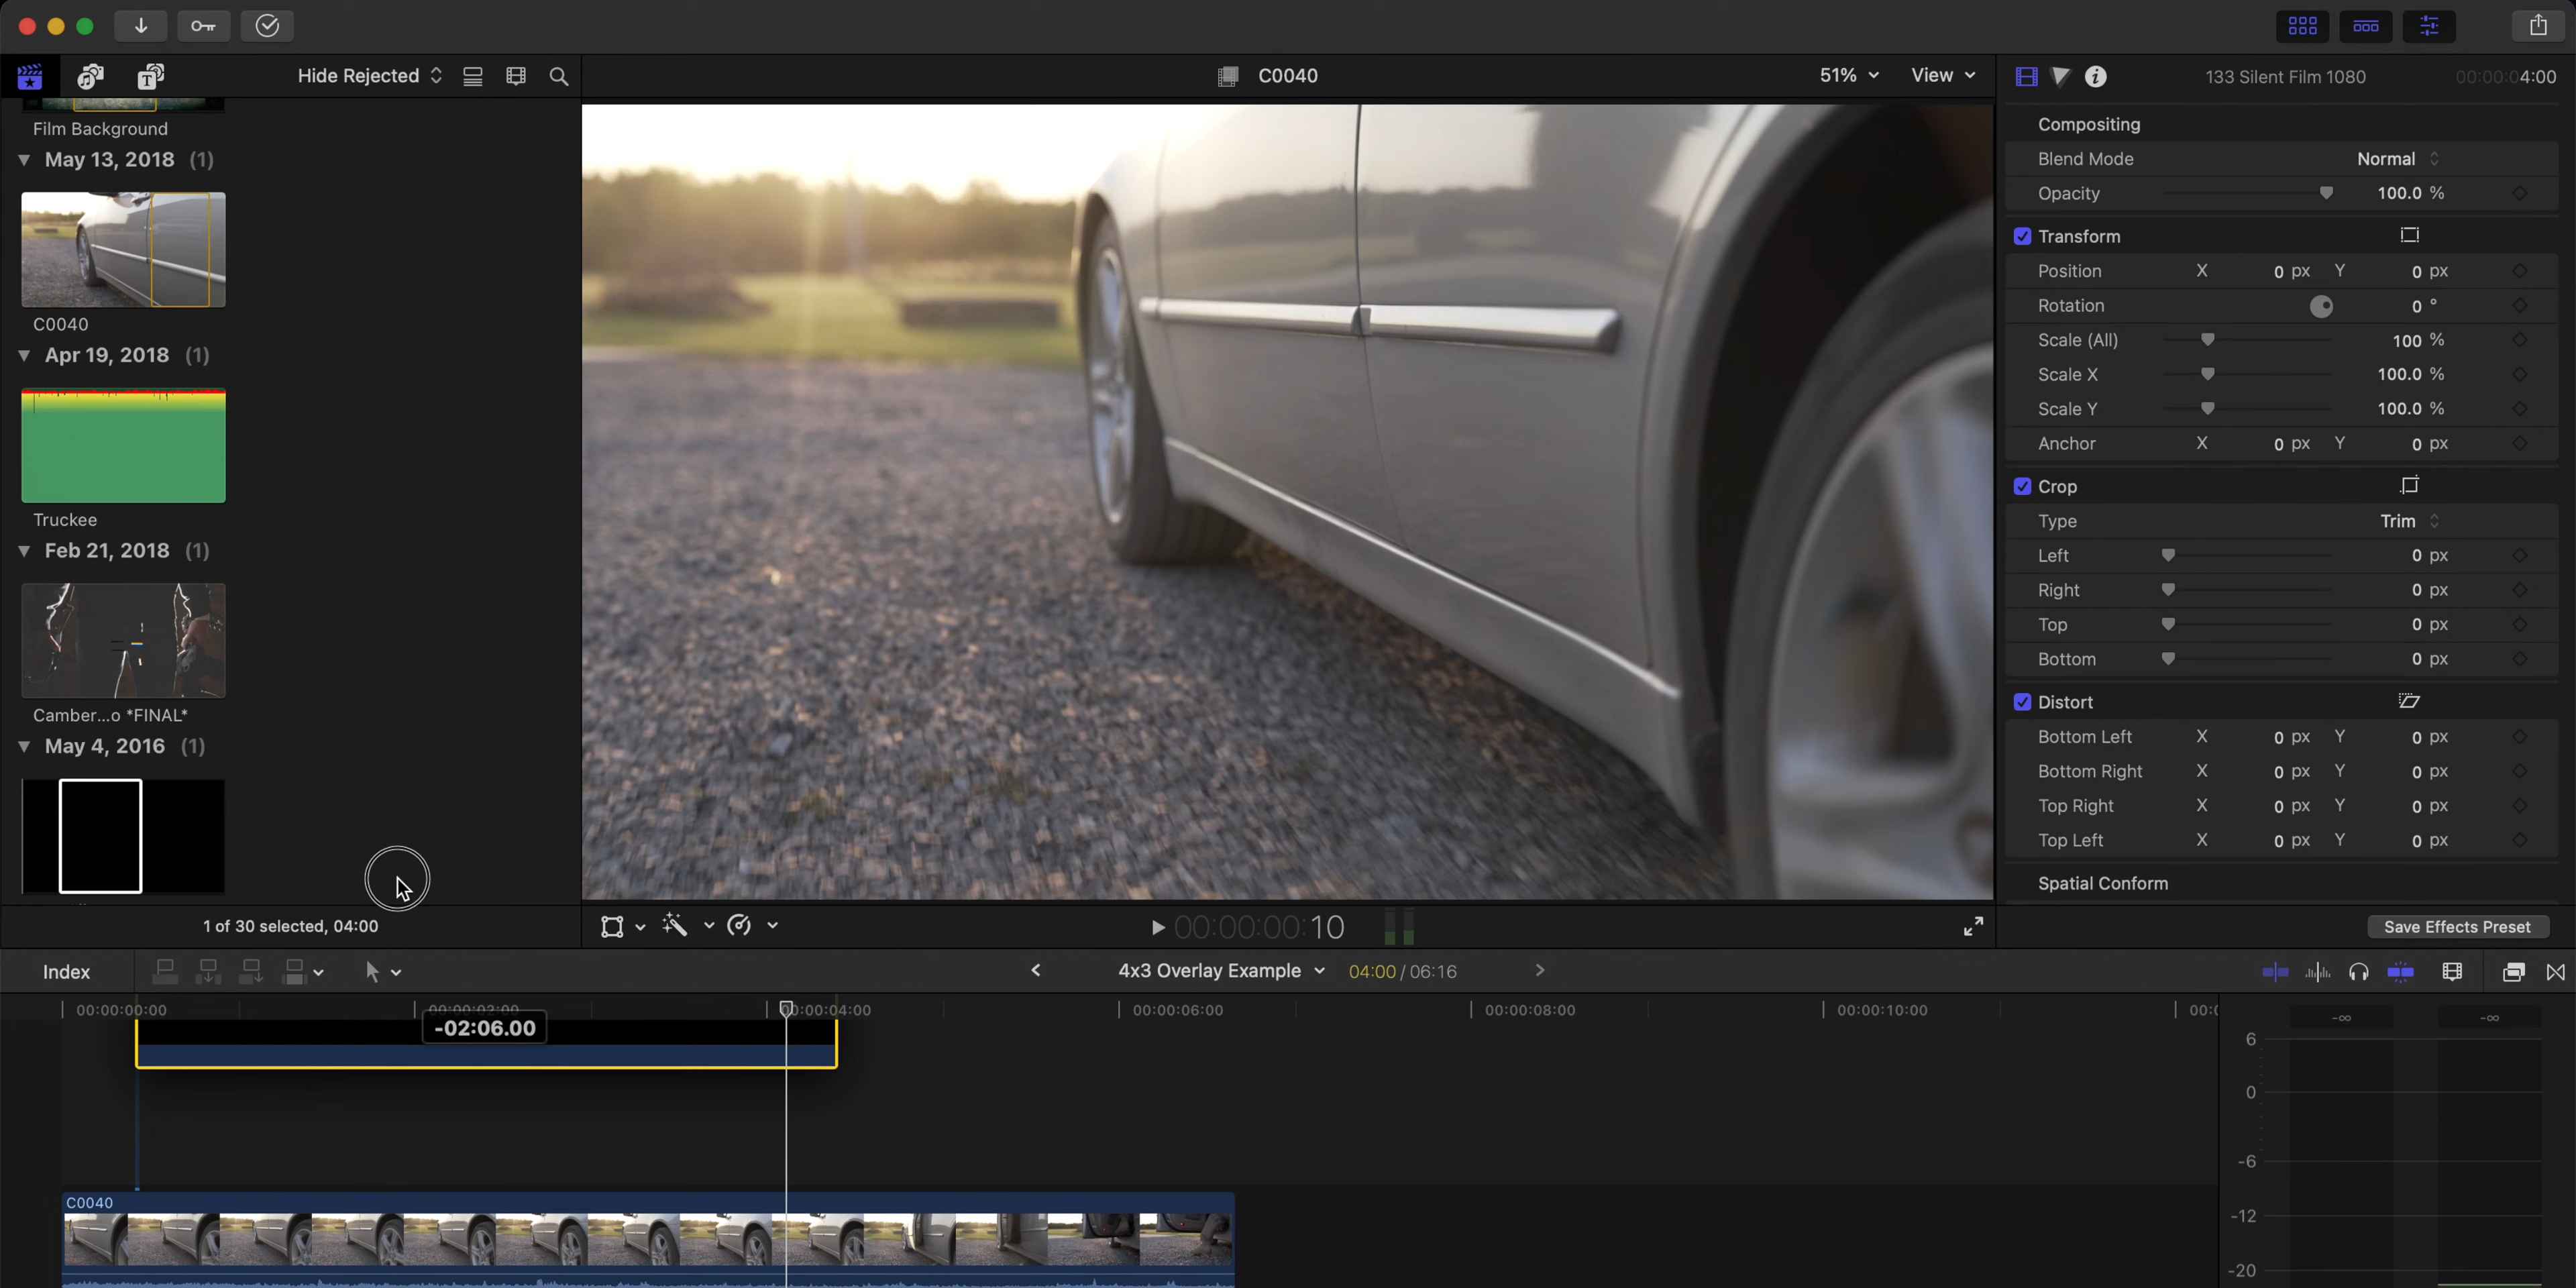 Hide Rejected
C0040
51%
View
133 Silent Film 1080
00:00:04:00
Film Background
May 13, 2018 (1)
C0040
Apr 19, 2018 (1)
Truckee
Feb 21, 2018 (1)
Camber...o *FINAL*
May 4, 2016 (1)
1 of 30 selected, 04:00
00:00:00:10
Compositing
Blend Mode Normal
Opacity 100.0 %
Transform
Position X 0 px Y 0 px
Rotation 0 °
Scale (All) 100 %
Scale X 100.0 %
Scale Y 100.0 %
Anchor X 0 px Y 0 px
Crop
Type Trim
Left 0 px
Right 0 px
Top 0 px
Bottom 0 px
Distort
Bottom Left X 0 px Y 0 px
Bottom Right X 0 px Y 0 px
Top Right X 0 px Y 0 px
Top Left X 0 px Y 0 px
Spatial Conform
Save Effects Preset
Index
4x3 Overlay Example
04:00 / 06:16
00:00:00:00
00:00:02:00
00:00:04:00
00:00:06:00
00:00:08:00
00:00:10:00
-02:06.00
C0040
-∞ -∞
6
0
-6
-12
-20